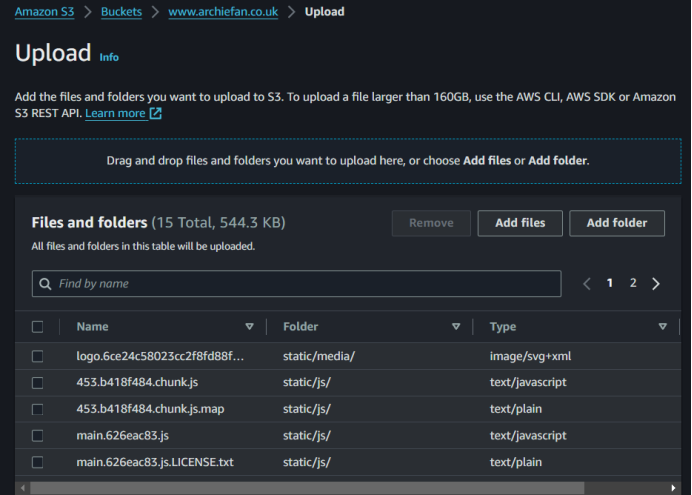 Amazon S3 > Buckets > www.archiefan.co.uk > Upload
Upload Info
Add the files and folders you want to upload to S3. To upload a file larger than 160GB, use the AWS CLI, AWS SDK or Amazon
S3 REST API. Learn more
Drag and drop files and folders you want to upload here, or choose Add files or Add folder.
Files and folders (15 Total, 544.3 KB)
Remove Add files Add folder
All files and folders in this table will be uploaded.
Find by name
1 2
Name Folder Type
logo.6ce24c58023cc2f8fd88f... static/media/ image/svg+xml
453.b418f484.chunk.js static/js/ text/javascript
453.b418f484.chunk.js.map static/js/ text/plain
main.626eac83.js static/js/ text/javascript
main.626eac83.js.LICENSE.txt static/js/ text/plain